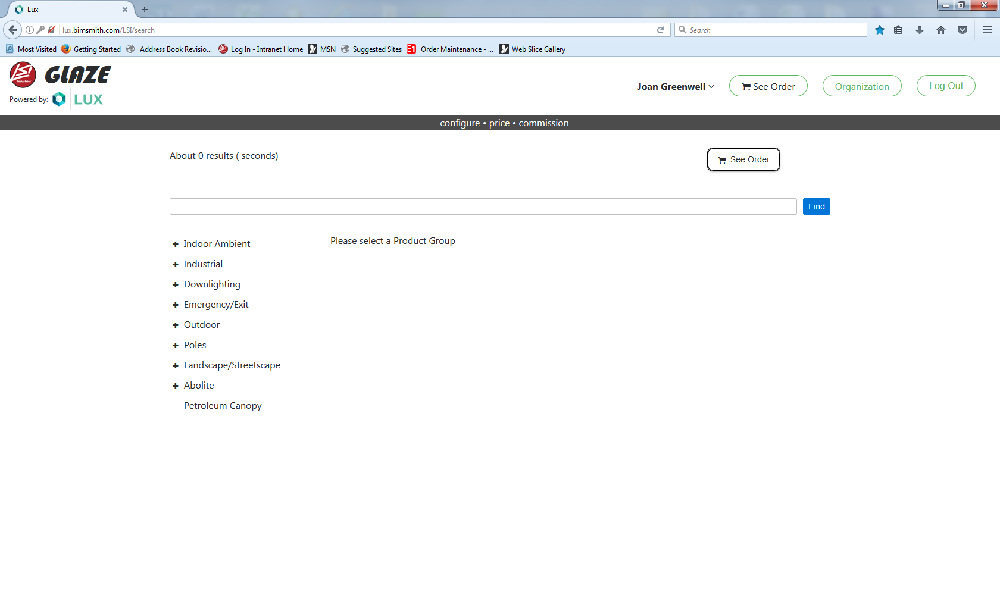 Lux
lux.bimsmith.com/LSI/search
Search
Most Visited Getting Started Address Book Revisio... Log In - Intranet Home MSN Suggested Sites E1 Order Maintenance - ... Web Slice Gallery
LSI Industries GLAZE
Powered by: LUX
Joan Greenwell See Order Organization Log Out
configure • price • commission
About 0 results ( seconds)
See Order
Find
Indoor Ambient
Please select a Product Group
Industrial
Downlighting
Emergency/Exit
Outdoor
Poles
Landscape/Streetscape
Abolite
Petroleum Canopy